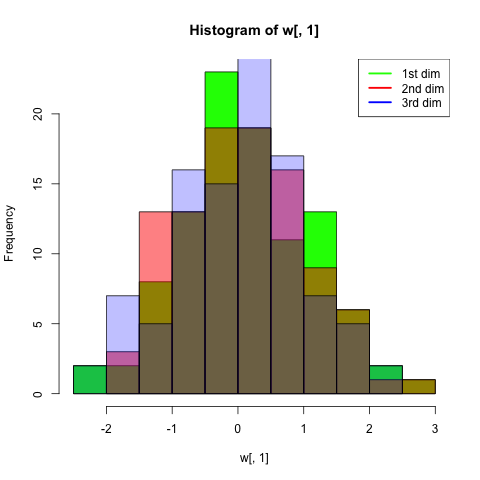 Histogram of w[, 1]
1st dim
2nd dim
3rd dim
Frequency
20
15
10
5
0
-2 -1 0 1 2 3
w[, 1]